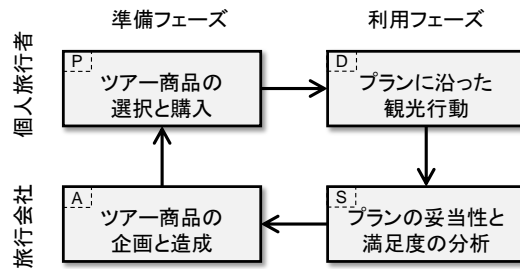 準備フェーズ
利用フェーズ
個人旅行者
P
ツアー商品の
選択と購入
D
プランに沿った
観光行動
旅行会社
A
ツアー商品の
企画と造成
S
プランの妥当性と
満足度の分析